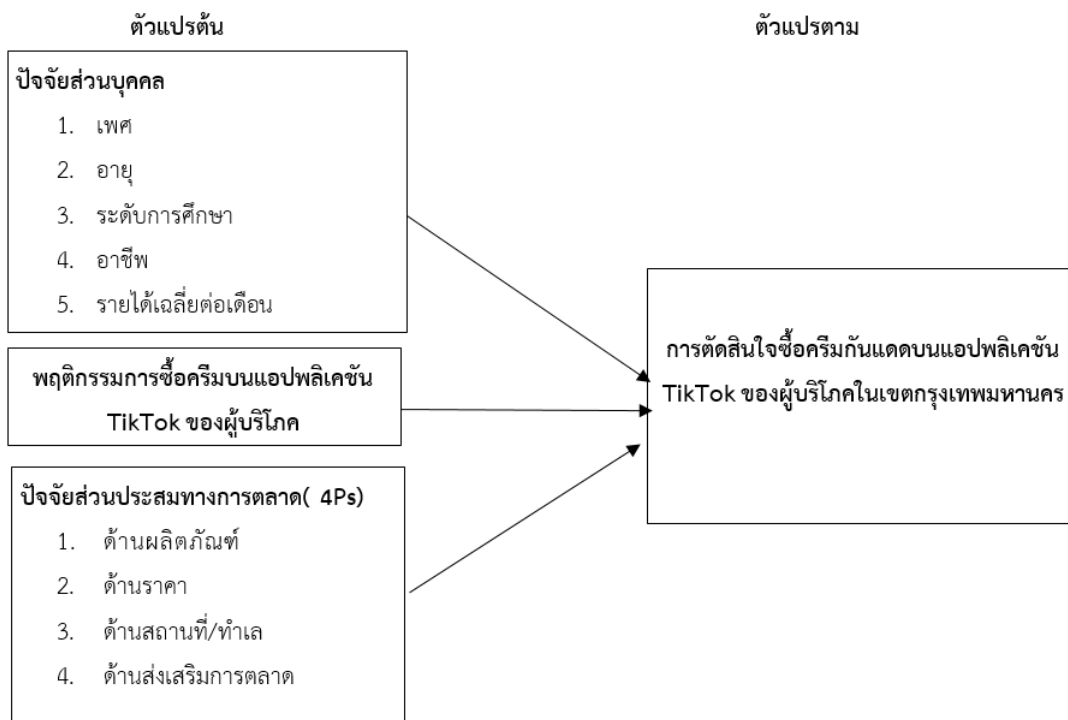 ตัวแปรต้น
ตัวแปรตาม
ปัจจัยส่วนบุคคล
1. เพศ
2. อายุ
3. ระดับการศึกษา
4. อาชีพ
5. รายได้เฉลี่ยต่อเดือน
พฤติกรรมการซื้อครีมบนแอปพลิเคชัน
TikTok ของผู้บริโภค
ปัจจัยส่วนประสมทางการตลาด( 4Ps)
1. ด้านผลิตภัณฑ์
2. ด้านราคา
3. ด้านสถานที่/ทำเล
4. ด้านส่งเสริมการตลาด
การตัดสินใจซื้อครีมกันแดดบนแอปพลิเคชัน
TikTok ของผู้บริโภคในเขตกรุงเทพมหานคร